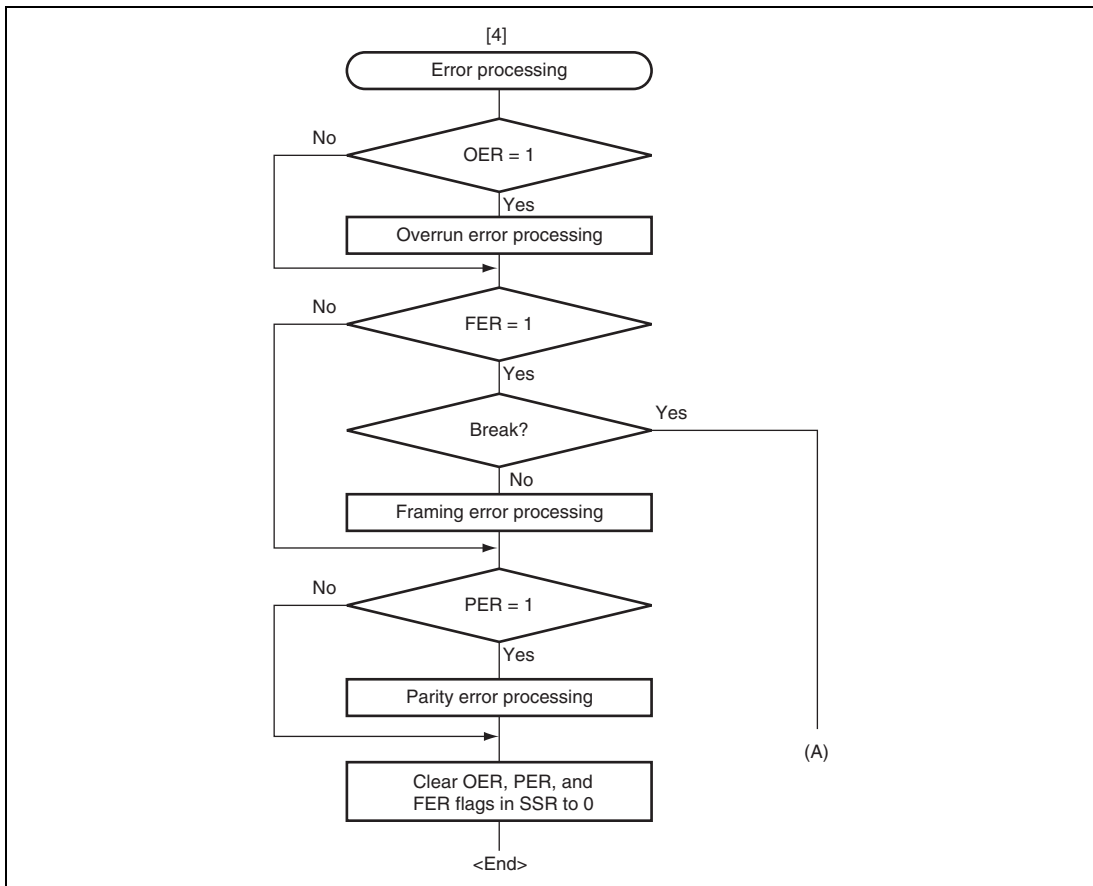 [4]
Error processing
No
OER = 1
Yes
Overrun error processing
No
FER = 1
Yes
Break?
Yes
No
Framing error processing
No
PER = 1
Yes
Parity error processing
(A)
Clear OER, PER, and
FER flags in SSR to 0
<End>